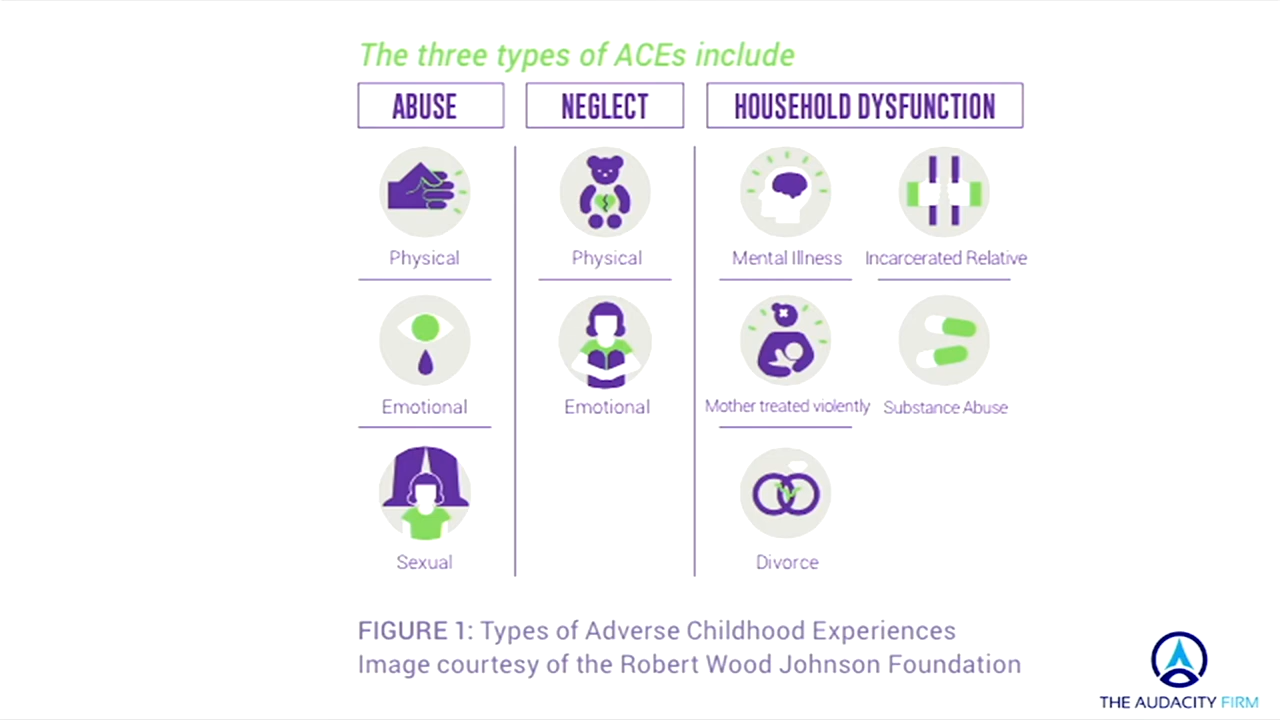 The three types of ACEs include
ABUSE
NEGLECT
HOUSEHOLD DYSFUNCTION
Physical
Physical
Mental Illness
Incarcerated Relative
Emotional
Emotional
Mother treated violently
Substance Abuse
Sexual
Divorce
FIGURE 1: Types of Adverse Childhood Experiences
Image courtesy of the Robert Wood Johnson Foundation
THE AUDACITY FIRM